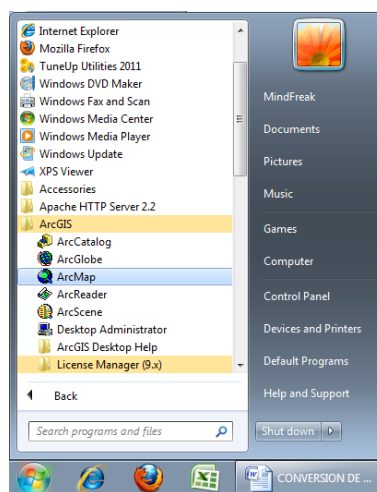 Internet Explorer
Mozilla Firefox
TuneUp Utilities 2011
Windows DVD Maker
Windows Fax and Scan
Windows Media Center
Windows Media Player
Windows Update
XPS Viewer
Accessories
Apache HTTP Server 2.2
ArcGIS
ArcCatalog
ArcGlobe
ArcMap
ArcReader
ArcScene
Desktop Administrator
ArcGIS Desktop Help
License Manager (9.x)
Back
Search programs and files
MindFreak
Documents
Pictures
Music
Games
Computer
Control Panel
Devices and Printers
Default Programs
Help and Support
Shut down
CONVERSION DE ...